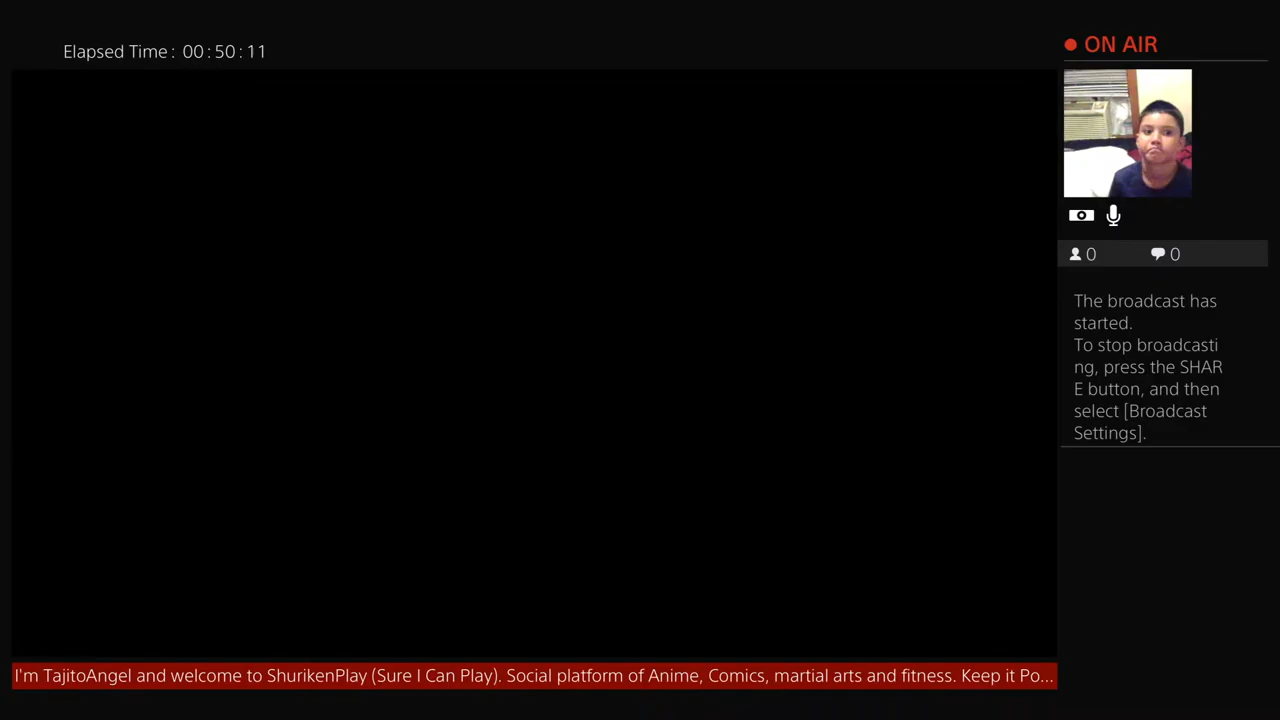 Elapsed Time: 00:50:11
ON AIR
0 0
The broadcast has
started.
To stop broadcasti
ng, press the SHAR
E button, and then
select [Broadcast
Settings].
I'm TajitoAngel and welcome to ShurikenPlay (Sure I Can Play). Social platform of Anime, Comics, martial arts and fitness. Keep it Po...